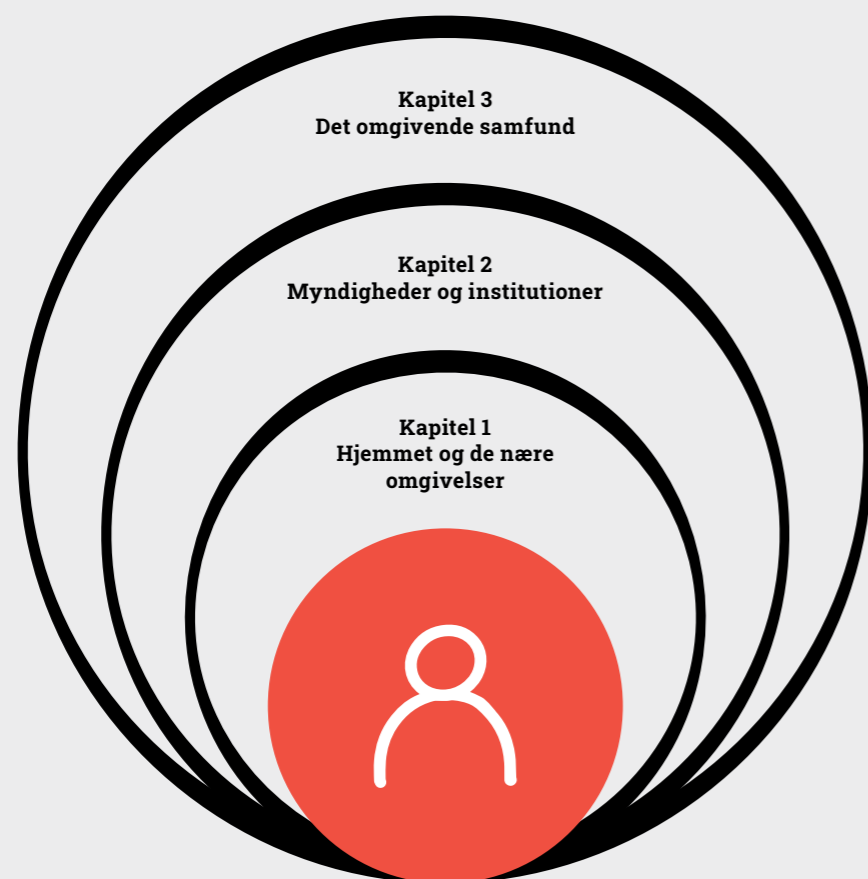 Kapitel 3
Det omgivende samfund
Kapitel 2
Myndigheder og institutioner
Kapitel 1
Hjemmet og de nære
omgivelser